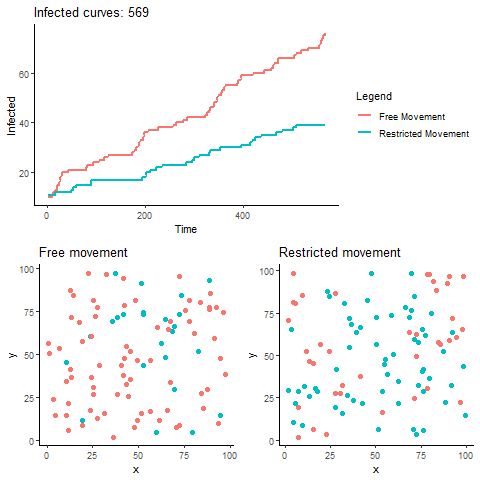 Infected curves: 569
Infected
60
40
20
0
200
400
Time
Legend
Free Movement
Restricted Movement
Free movement
y
100
75
50
25
0
0
25
50
75
100
x
Restricted movement
y
100
75
50
25
0
0
25
50
75
100
x